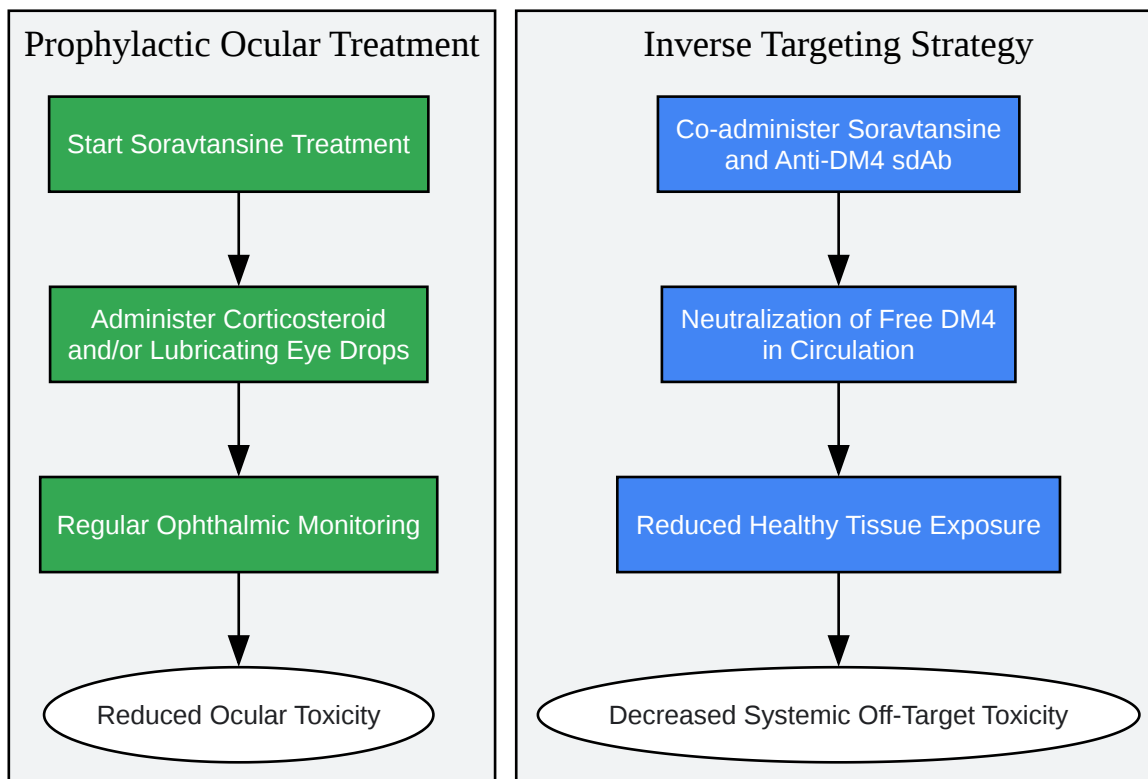 Prophylactic Ocular Treatment
Start Soravtansine Treatment
Administer Corticosteroid
and/or Lubricating Eye Drops
Regular Ophthalmic Monitoring
Reduced Ocular Toxicity
Inverse Targeting Strategy
Co-administer Soravtansine
and Anti-DM4 sdAb
Neutralization of Free DM4
in Circulation
Reduced Healthy Tissue Exposure
Decreased Systemic Off-Target Toxicity